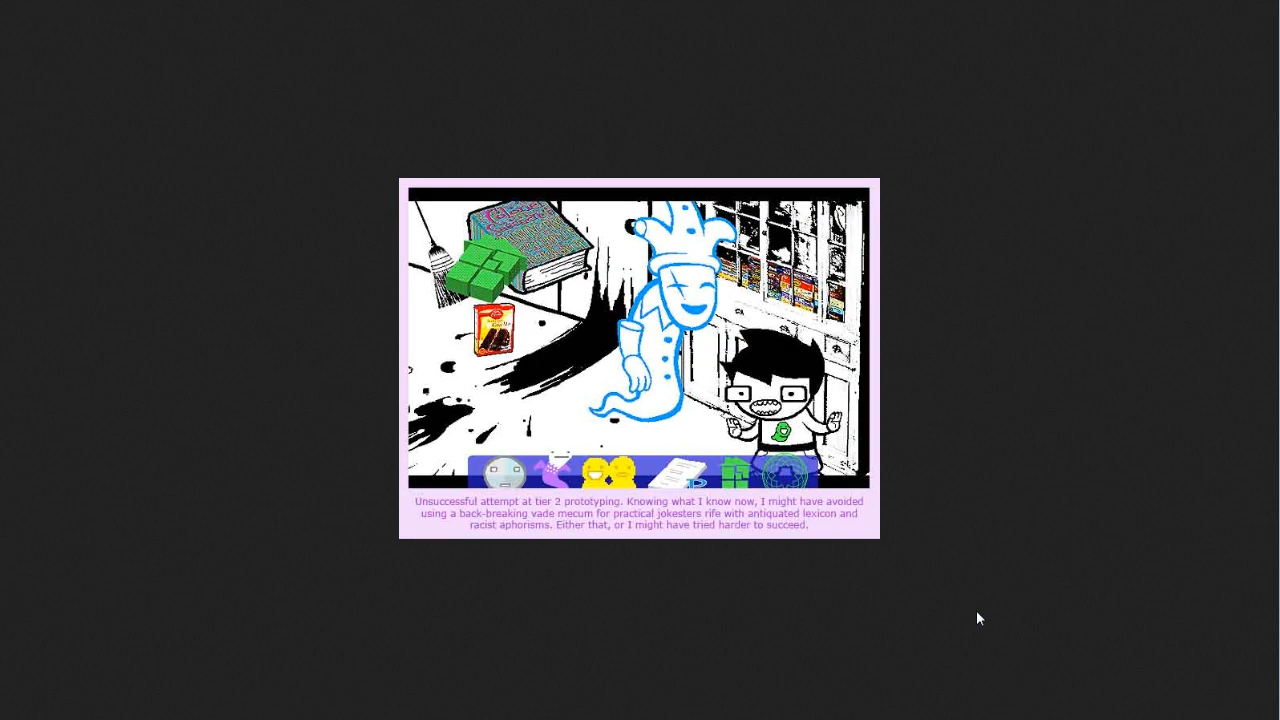 Unsuccessful attempt at tier 2 prototyping. Knowing what I know now, I might have avoided
using a back-breaking vade mecum for practical jokesters rife with antiquated lexicon and
racist aphorisms. Either that, or I might have tried harder to succeed.